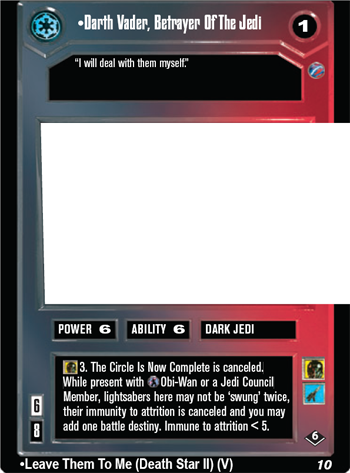 •Darth Vader, Betrayer Of The Jedi
1
“I will deal with them myself.”
POWER 6
ABILITY 6
DARK JEDI
3. The Circle Is Now Complete is canceled.
While present with Obi-Wan or a Jedi Council
Member, lightsabers here may not be ‘swung’ twice,
their immunity to attrition is canceled and you may
add one battle destiny. Immune to attrition < 5.
6
8
6
•Leave Them To Me (Death Star II) (V)
10